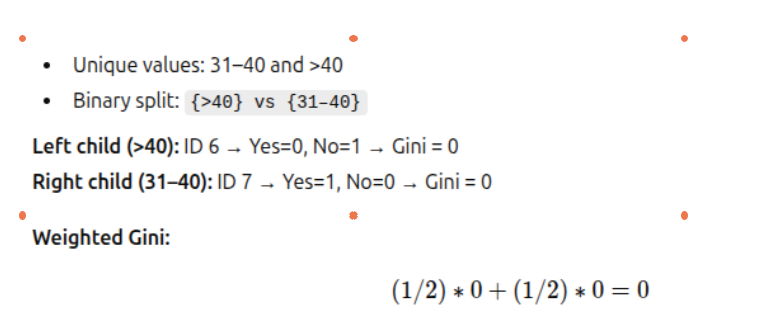 • Unique values: 31–40 and >40
• Binary split: {>40} vs {31–40}
Left child (>40): ID 6 → Yes=0, No=1 → Gini = 0
Right child (31–40): ID 7 → Yes=1, No=0 → Gini = 0
Weighted Gini:
(1/2) ∗ 0 + (1/2) ∗ 0 = 0